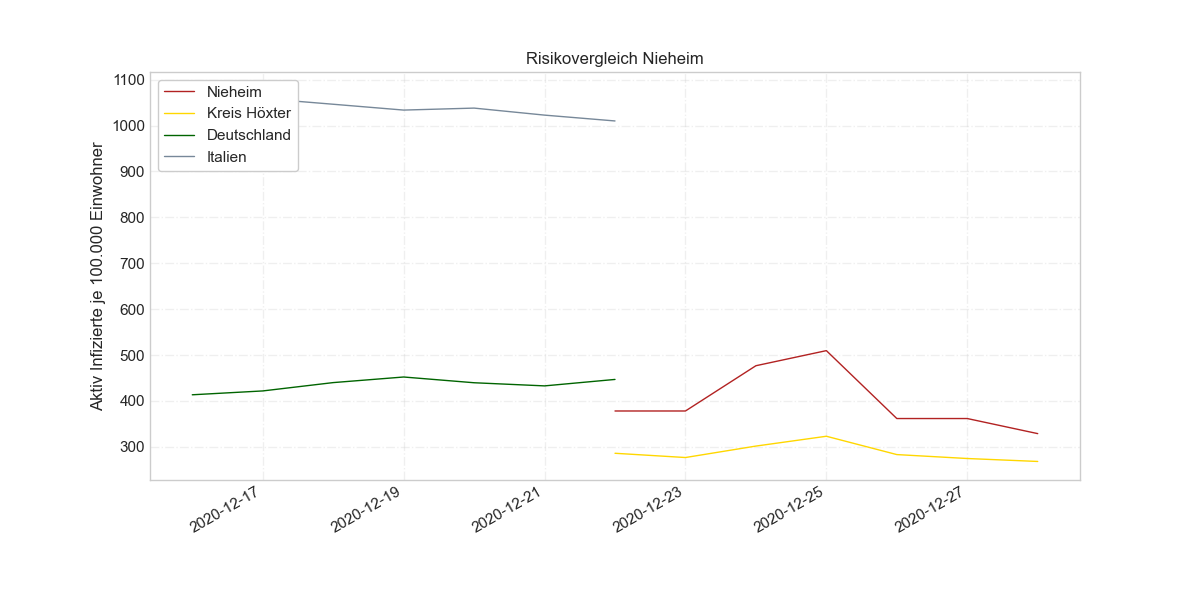 Risikovergleich Nieheim
Aktiv Infizierte je 100.000 Einwohner
1100
1000
900
800
700
600
500
400
300
Nieheim
Kreis Höxter
Deutschland
Italien
2020-12-17
2020-12-19
2020-12-21
2020-12-23
2020-12-25
2020-12-27